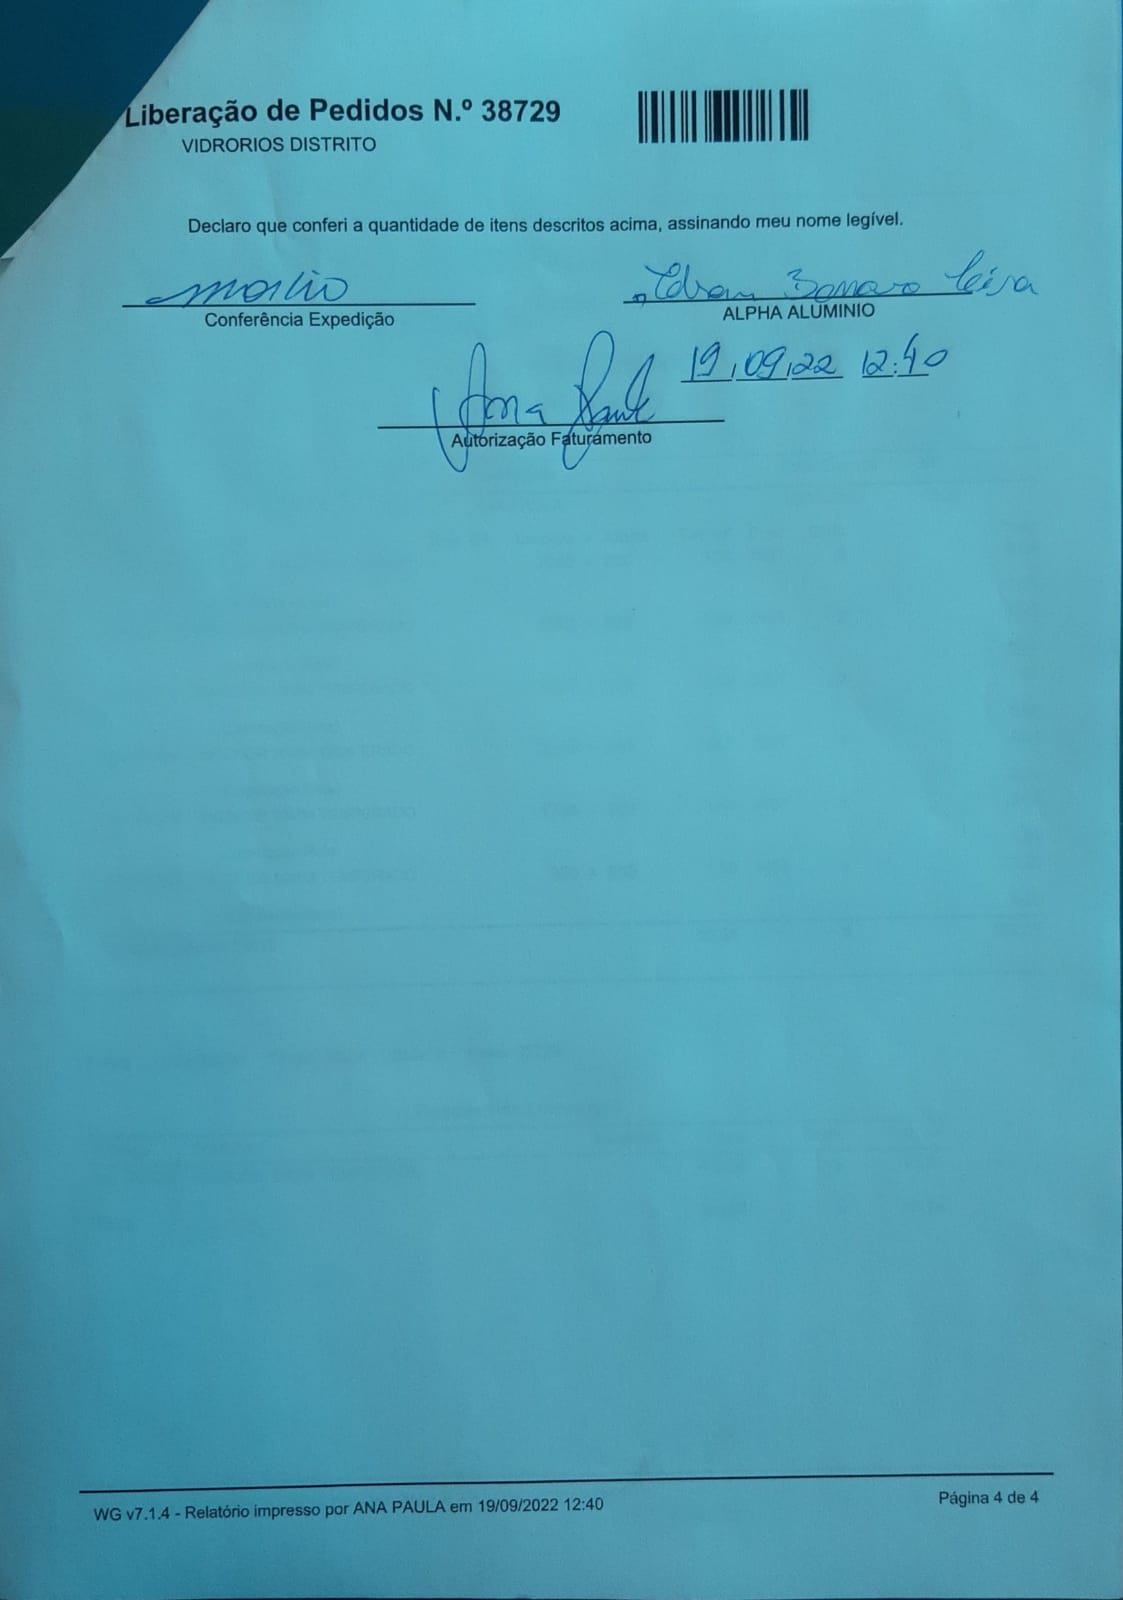 Liberação de Pedidos N.º 38729
VIDRORIOS DISTRITO
Declaro que conferi a quantidade de itens descritos acima, assinando meu nome legível.
Conferência Expedição
ALPHA ALUMINIO
19,09,22 12:40
Ana Paula
Autorização Faturamento
WG v7.1.4 - Relatório impresso por ANA PAULA em 19/09/2022 12:40
Página 4 de 4